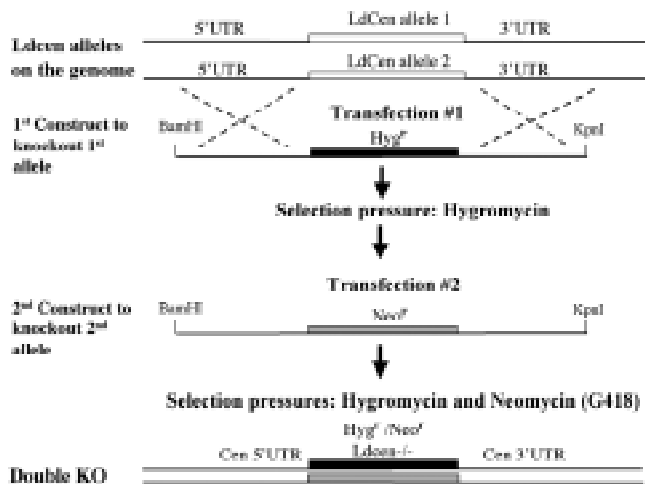 5'UTR LdCen allele 1 3'UTR
Ldcen alleles
on the genome
5'UTR LdCen allele 2 3'UTR
1st Construct to
knockout 1st
allele
BamHI Transfection #1 KpnI
Hygr
Selection pressure: Hygromycin
Transfection #2
2nd Construct to
knockout 2nd
allele
BamHI Neor KpnI
Selection pressures: Hygromycin and Neomycin (G418)
Hygr /Neor
Cen 5'UTR Ldcen-/- Cen 3'UTR
Double KO